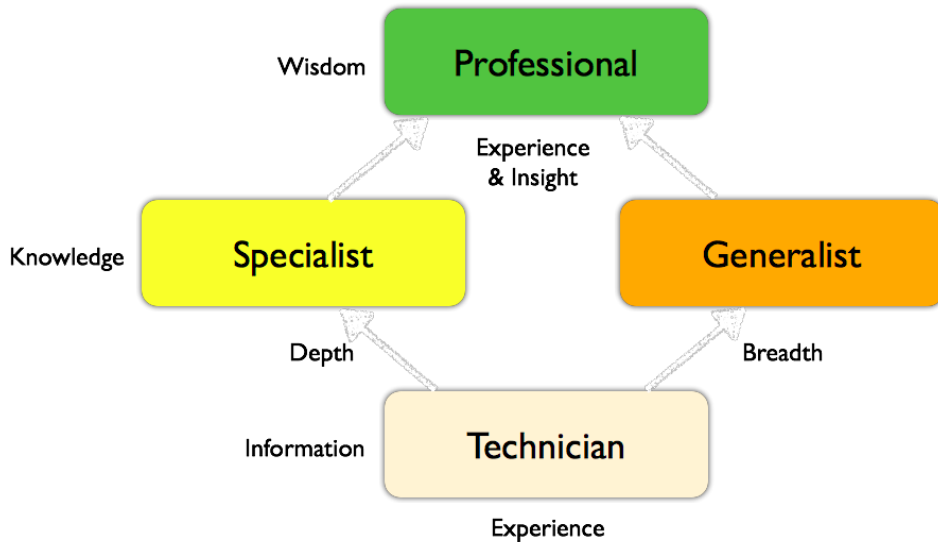 Wisdom
Professional
Experience
& Insight
Knowledge
Specialist
Generalist
Depth
Breadth
Information
Technician
Experience